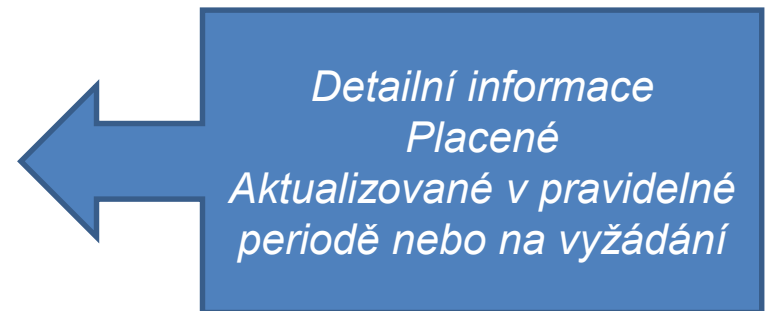 Detailní informace
Placené
Aktualizované v pravidelné
periodě nebo na vyžádání